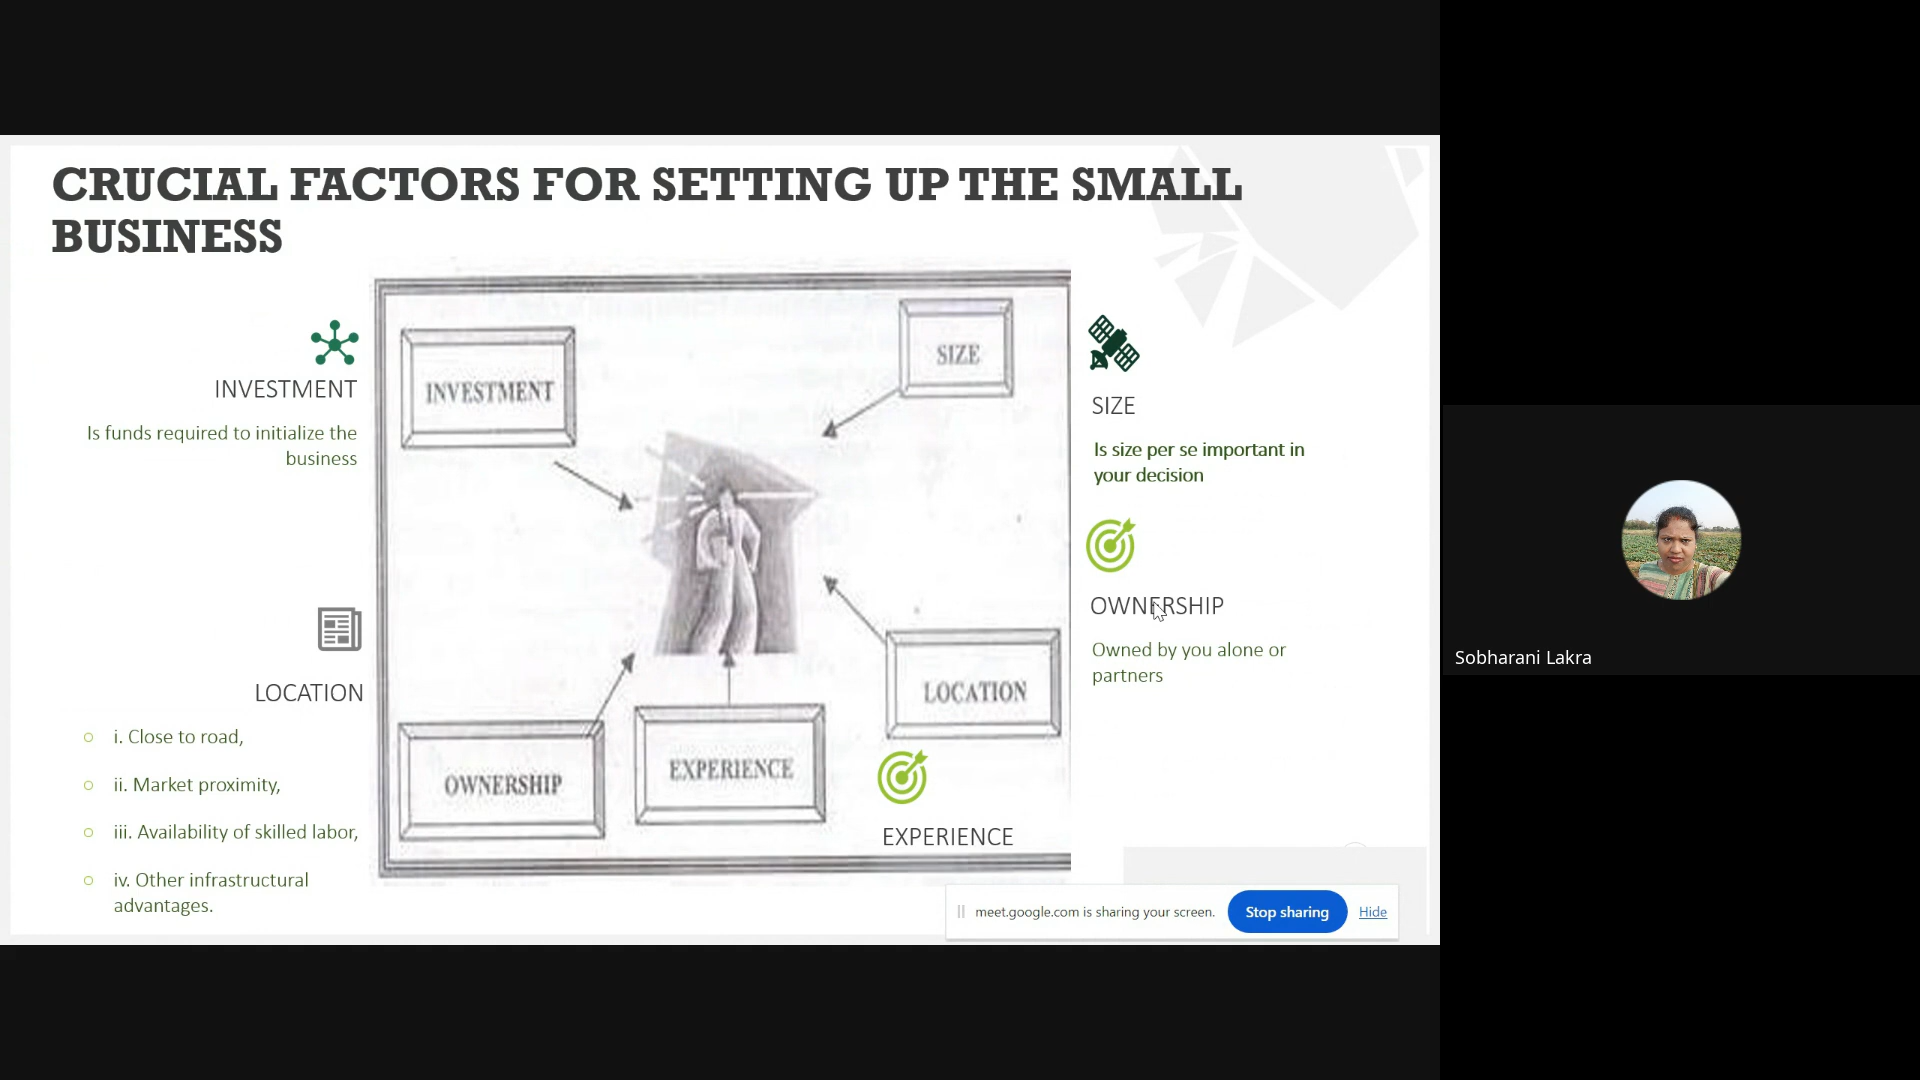 CRUCIAL FACTORS FOR SETTING UP THE SMALL
BUSINESS
INVESTMENT
Is funds required to initialize the
business
LOCATION
i. Close to road,
ii. Market proximity,
iii. Availability of skilled labor,
iv. Other infrastructural
advantages.
INVESTMENT
SIZE
LOCATION
OWNERSHIP
EXPERIENCE
EXPERIENCE
SIZE
Is size per se important in
your decision
OWNERSHIP
Owned by you alone or
partners
meet.google.com is sharing your screen.
Stop sharing
Hide
Sobharani Lakra